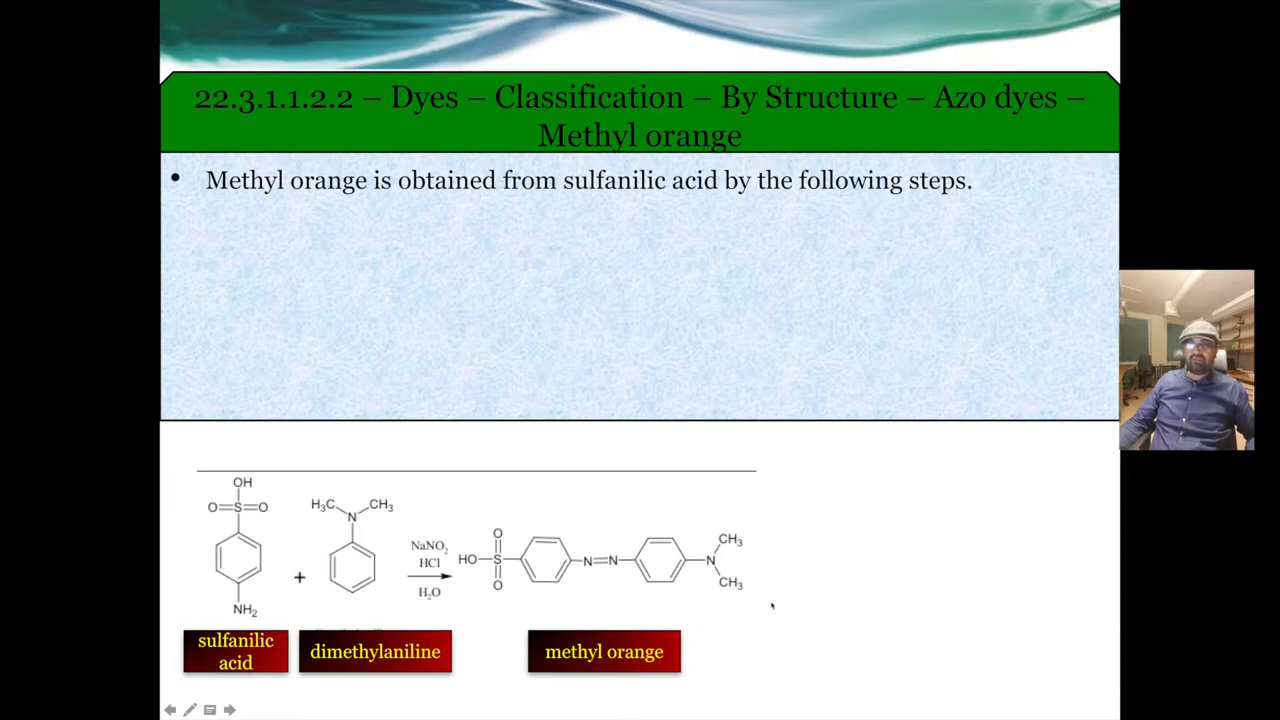 22.3.1.1.2.2 – Dyes – Classification – By Structure – Azo dyes –
Methyl orange
• Methyl orange is obtained from sulfanilic acid by the following steps.
OH
O=S=O
NH₂
+
H₃C CH₃
N
NaNO₂
HCl
H₂O
O
HO S N=N N
O
CH₃
CH₃
sulfanilic
acid
dimethylaniline
methyl orange